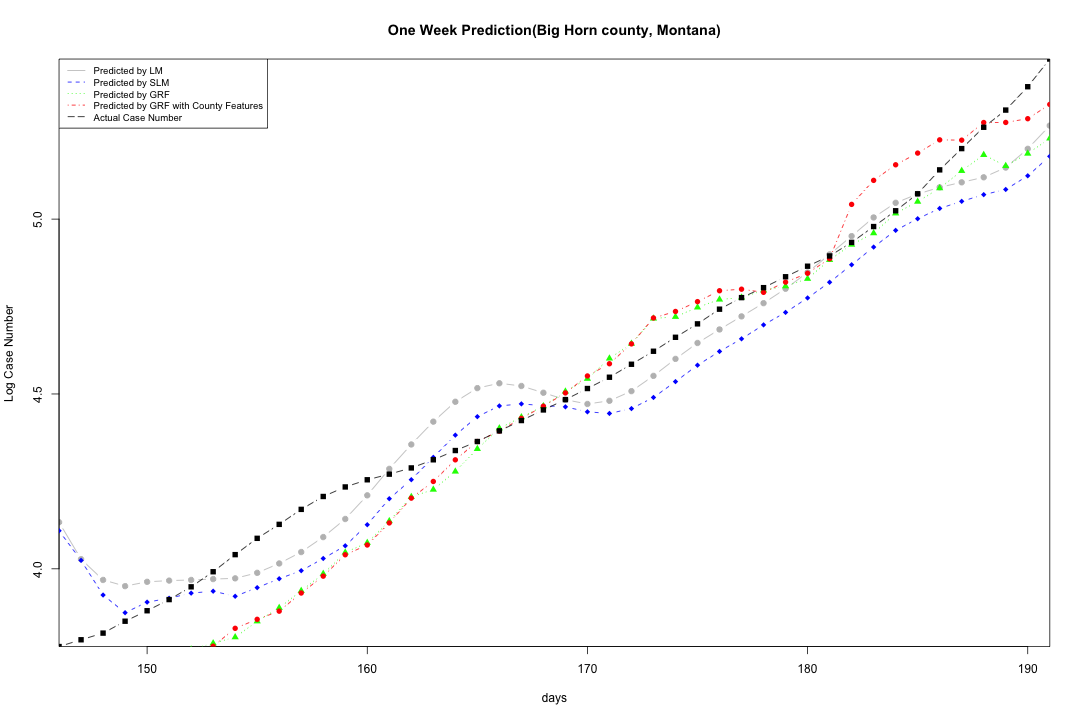 One Week Prediction(Big Horn county, Montana)
Predicted by LM
Predicted by SLM
Predicted by GRF
Predicted by GRF with County Features
Actual Case Number
Log Case Number
5.0
4.5
4.0
150 160 170 180 190
days